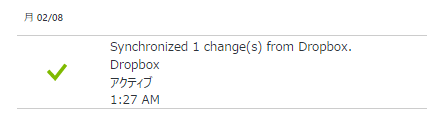 月 02/08
Synchronized 1 change(s) from Dropbox.
Dropbox
アクティブ
1:27 AM